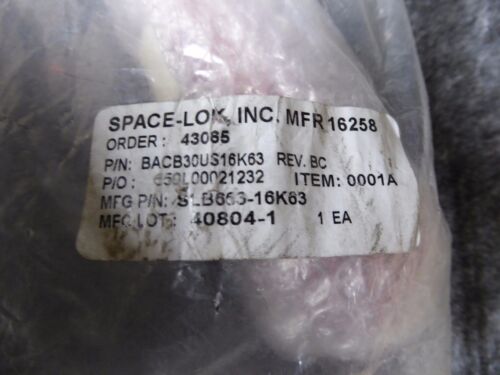 SPACE-LOK, INC. MFR 16258
ORDER: 43085
P/N: BACB30US16K63 REV. BC
P/O: 650L00021232 ITEM: 0001A
MFG P/N: SLB663-16K63
MFG LOT: 40804-1 1 EA